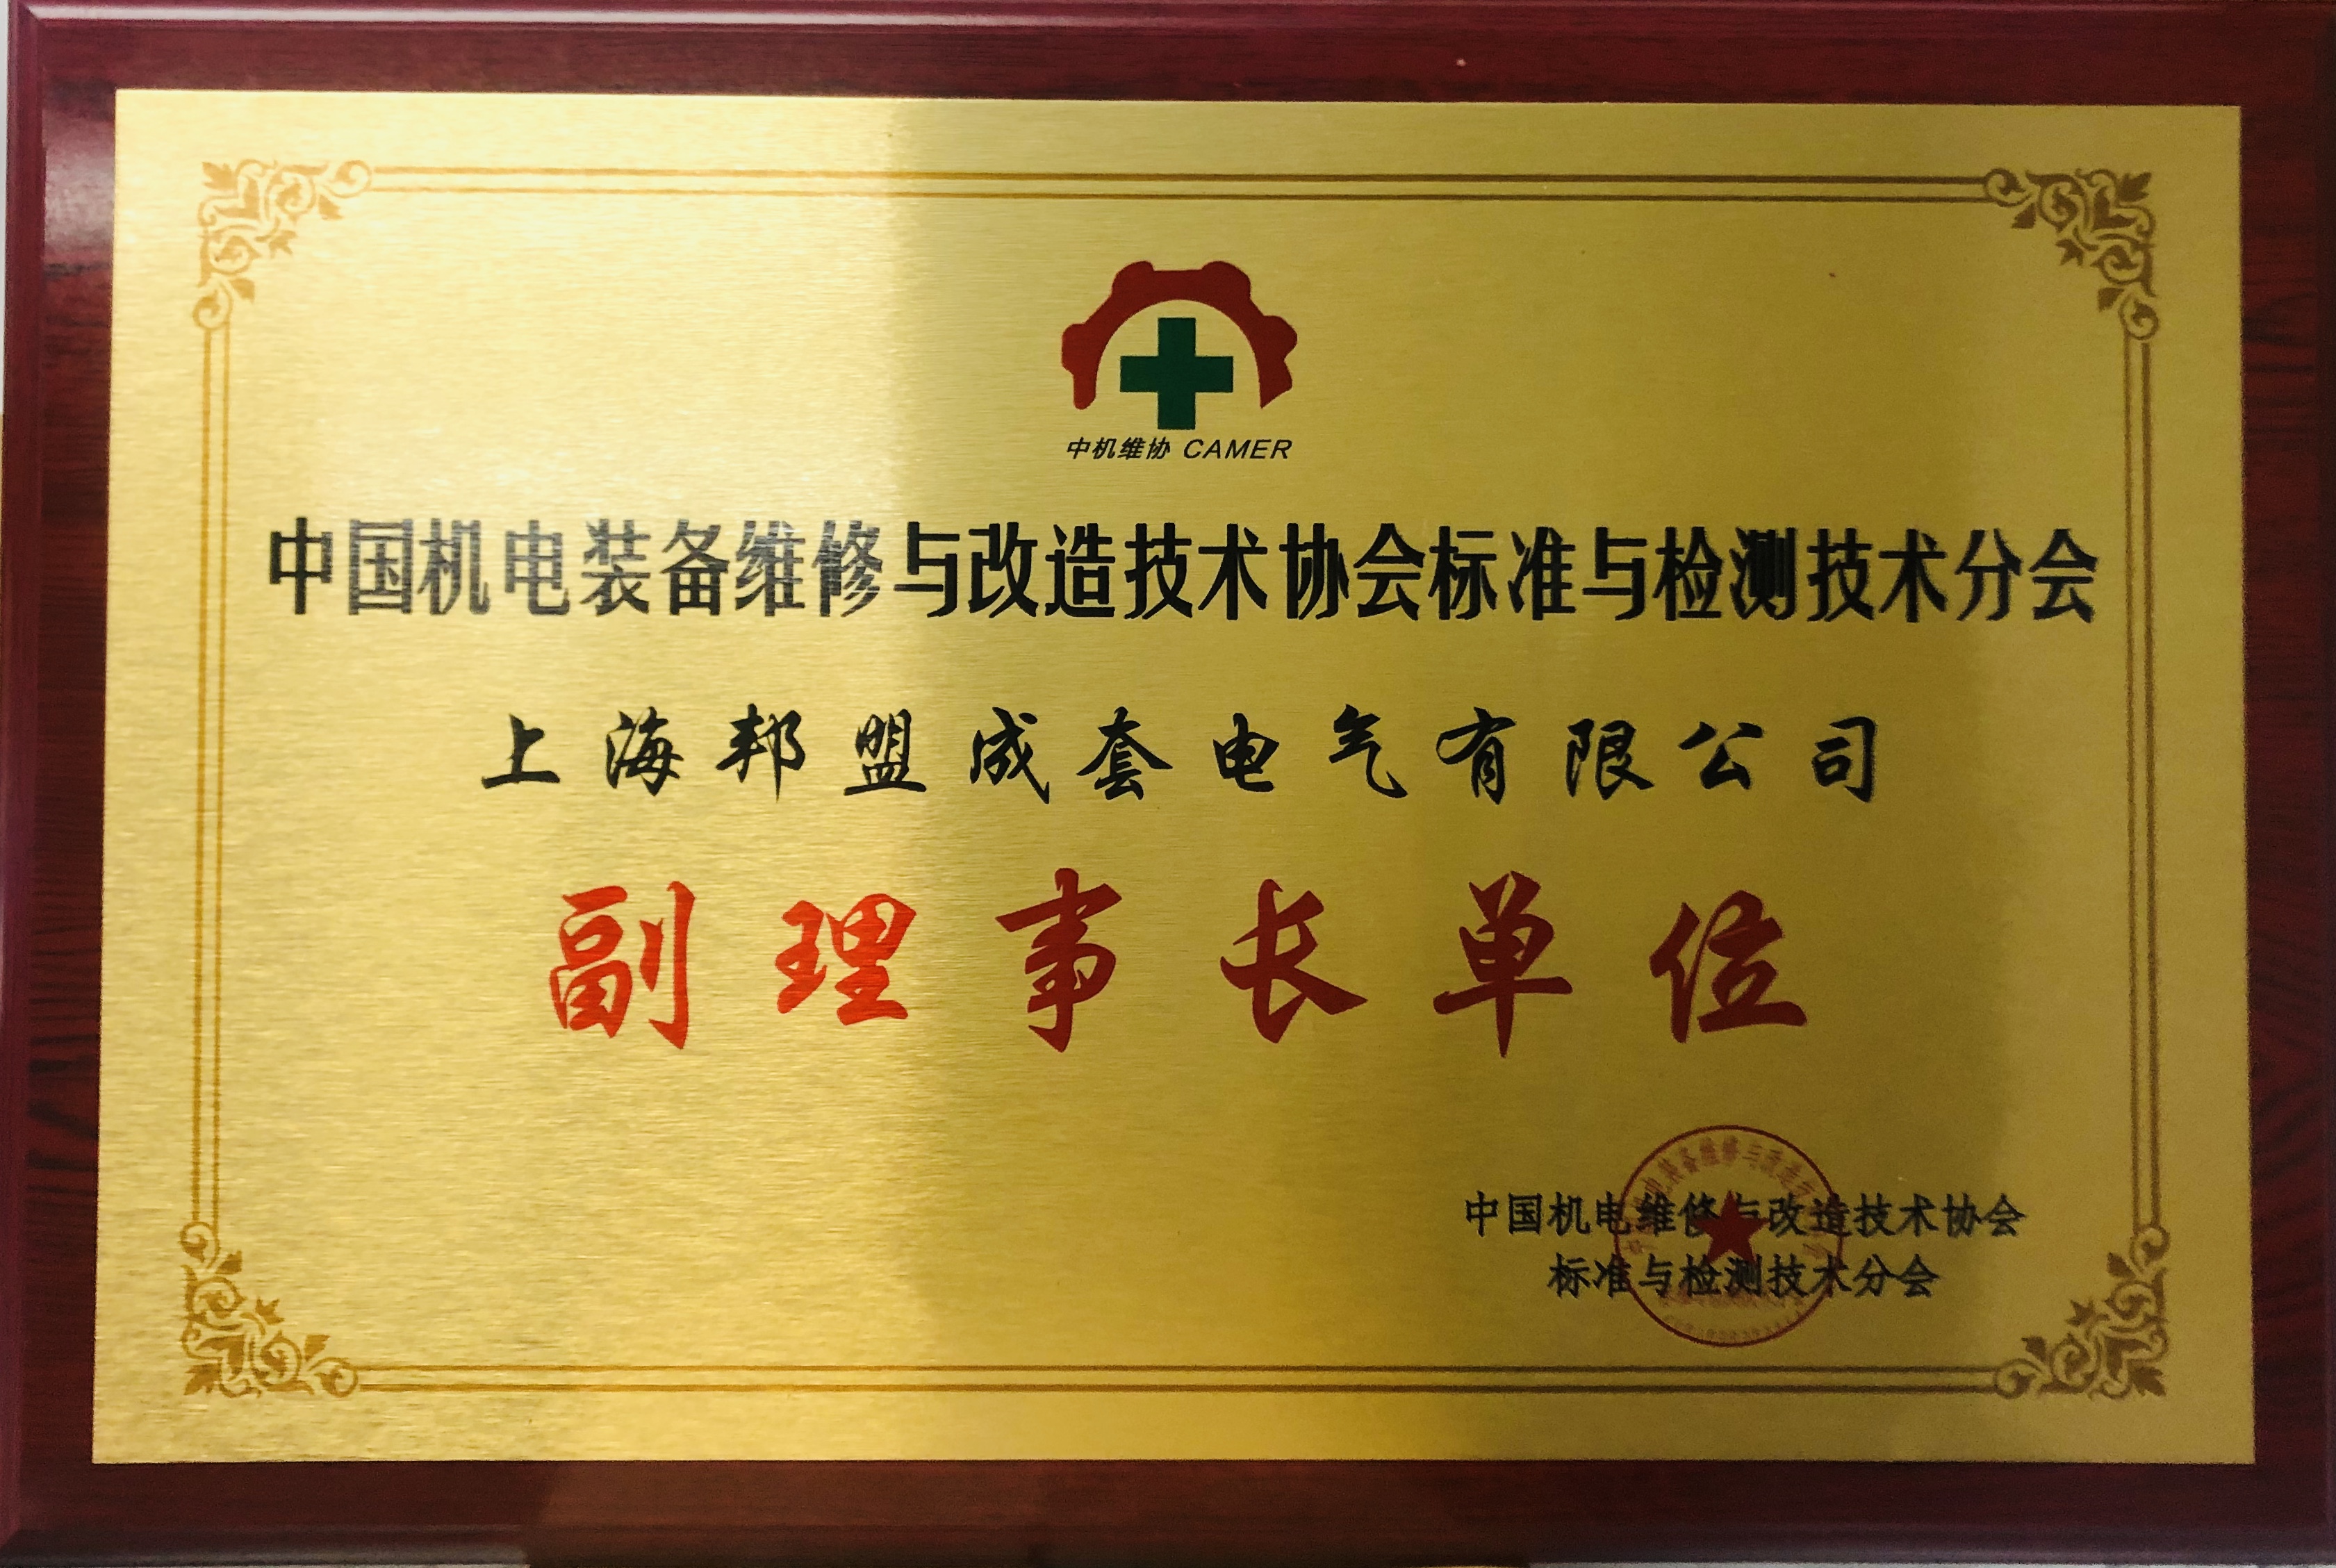 中机维协 CAMER
中国机电装备维修与改造技术协会标准与检测技术分会
上海邦盟成套电气有限公司
副理事长单位
中国机电维修与改造技术协会
标准与检测技术分会